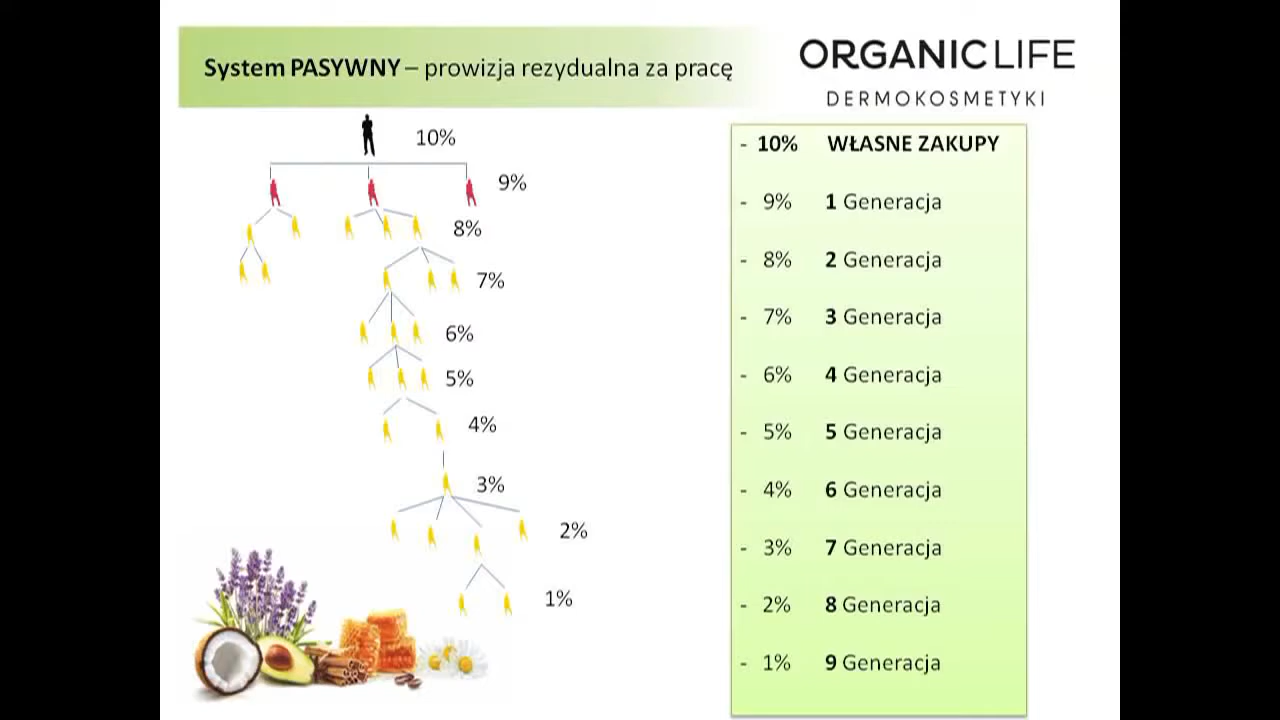 System PASYWNY – prowizja rezydualna za pracę
ORGANICLIFE
DERMOKOSMETYKI
10%
9%
8%
7%
6%
5%
4%
3%
2%
1%
- 10% WŁASNE ZAKUPY
- 9% 1 Generacja
- 8% 2 Generacja
- 7% 3 Generacja
- 6% 4 Generacja
- 5% 5 Generacja
- 4% 6 Generacja
- 3% 7 Generacja
- 2% 8 Generacja
- 1% 9 Generacja